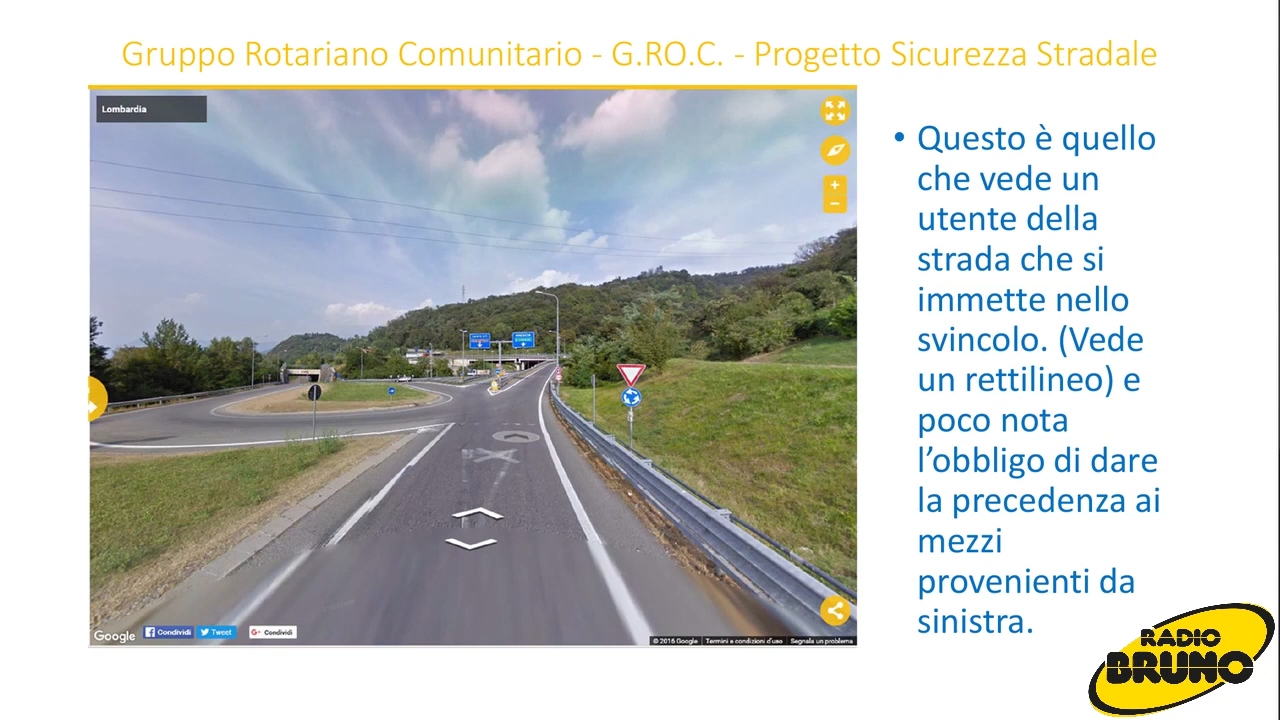 Gruppo Rotariano Comunitario - G.RO.C. - Progetto Sicurezza Stradale
Lombardia
• Questo è quello
che vede un
utente della
strada che si
immette nello
svincolo. (Vede
un rettilineo) e
poco nota
l'obbligo di dare
la precedenza ai
mezzi
provenienti da
sinistra.
Google
Condividi
Tweet
G+ Condividi
© 2016 Google
Termini e condizioni d'uso
Segnala un problema
RADIO
BRUNO